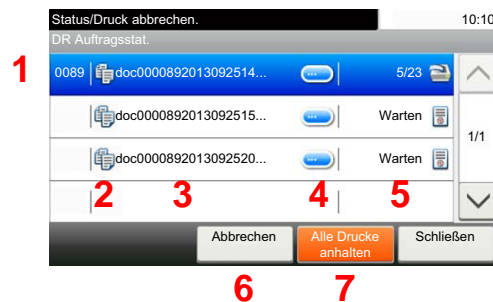 Status/Druck abbrechen.
10:10
DR Auftragsstat.
1
0089 doc0000892013092514... 5/23
doc0000892013092515... Warten
1/1
doc0000892013092520... Warten
2 3 4 5
Abbrechen
Alle Drucke
anhalten
Schließen
6 7